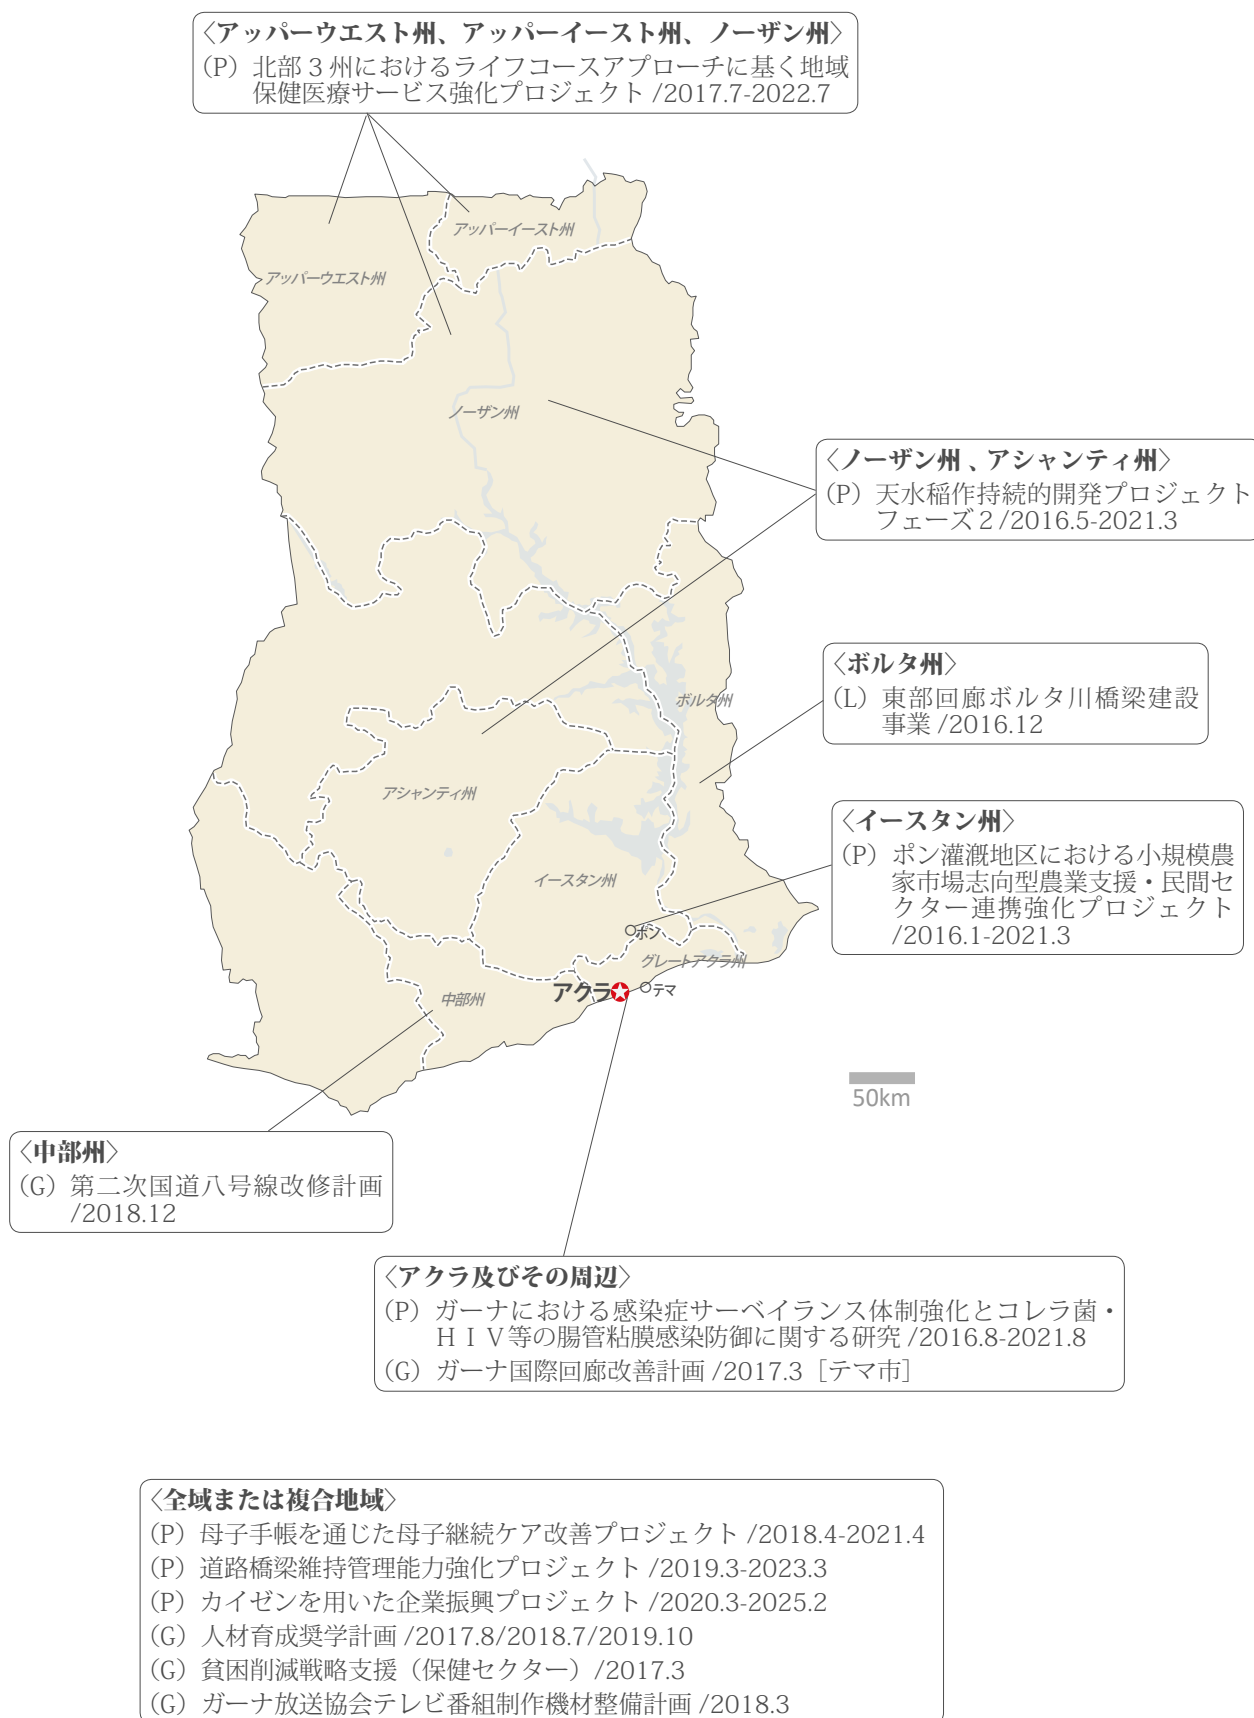 〈アッパーウエスト州、アッパーイースト州、ノーザン州〉
(P) 北部３州におけるライフコースアプローチに基く地域
保健医療サービス強化プロジェクト /2017.7-2022.7
アッパーイースト州
アッパーウエスト州
ノーザン州
〈ノーザン州 、アシャンティ州〉
(P) 天水稲作持続的開発プロジェクト
フェーズ２/2016.5-2021.3
〈ボルタ州〉
(L) 東部回廊ボルタ川橋梁建設
事業 /2016.12
ボルタ州
アシャンティ州
〈イースタン州〉
(P) ポン灌漑地区における小規模農
家市場志向型農業支援・民間セ
クター連携強化プロジェクト
/2016.1-2021.3
イースタン州
ポン
グレートアクラ州
アクラ
テマ
中部州
50km
〈中部州〉
(G) 第二次国道八号線改修計画
/2018.12
〈アクラ及びその周辺〉
(P) ガーナにおける感染症サーベイランス体制強化とコレラ菌・
ＨＩＶ等の腸管粘膜感染防御に関する研究 /2016.8-2021.8
(G) ガーナ国際回廊改善計画 /2017.3［テマ市］
〈全域または複合地域〉
(P) 母子手帳を通じた母子継続ケア改善プロジェクト /2018.4-2021.4
(P) 道路橋梁維持管理能力強化プロジェクト /2019.3-2023.3
(P) カイゼンを用いた企業振興プロジェクト /2020.3-2025.2
(G) 人材育成奨学計画 /2017.8/2018.7/2019.10
(G) 貧困削減戦略支援（保健セクター）/2017.3
(G) ガーナ放送協会テレビ番組制作機材整備計画 /2018.3